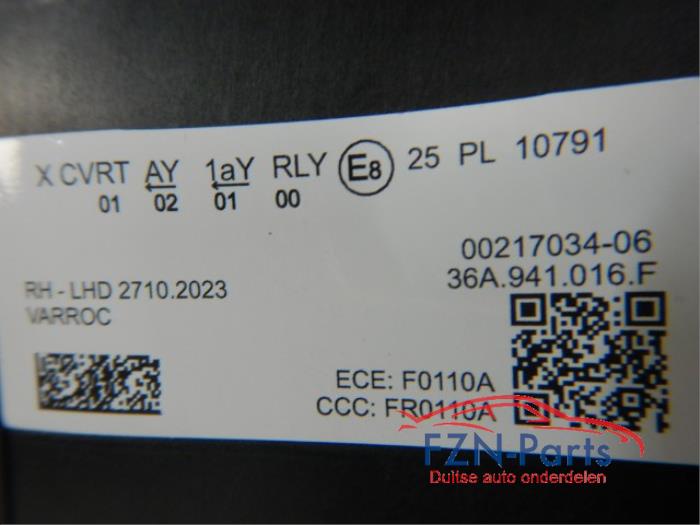 X CVRT AY 1aY RLY E8 25 PL 10791
01 02 01 00
00217034-06
36A.941.016.F
RH - LHD 2710.2023
VARROC
ECE: F0110A
CCC: FR0110A
FZN-Parts
Duitse auto onderdelen